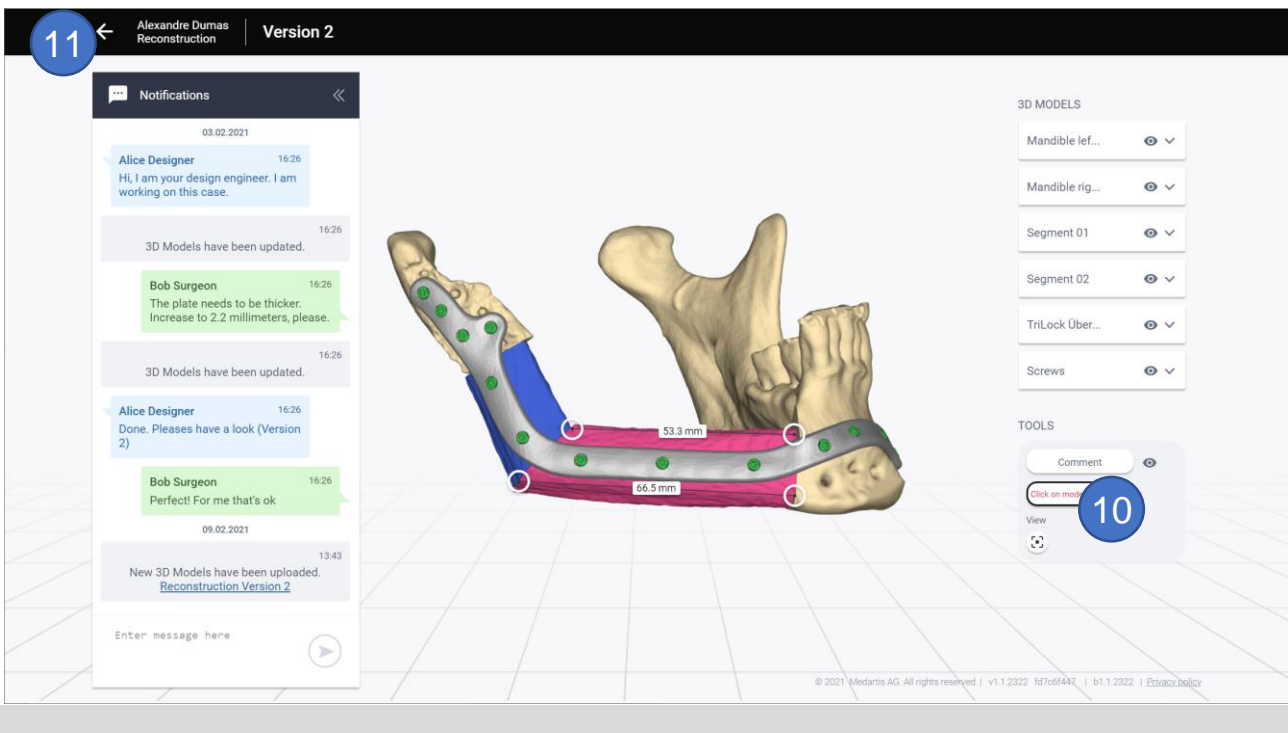 11
Alexandre Dumas
Reconstruction
Version 2
Notifications
03.02.2021
Alice Designer 16:26
Hi, I am your design engineer. I am
working on this case.
16:26
3D Models have been updated.
Bob Surgeon 16:26
The plate needs to be thicker.
Increase to 2.2 millimeters, please.
16:26
3D Models have been updated.
Alice Designer 16:26
Done. Pleases have a look (Version
2)
Bob Surgeon 16:26
Perfect! For me that's ok
09.02.2021
13:43
New 3D Models have been uploaded.
Reconstruction Version 2
Enter message here
53.3 mm
66.5 mm
3D MODELS
Mandible lef...
Mandible rig...
Segment 01
Segment 02
TriLock Über...
Screws
TOOLS
Comment
Click on mode
10
View
© 2021 Medartis AG. All rights reserved. | v1.1.2322 fd7c6f447 | b1.1.2322 | Privacy policy